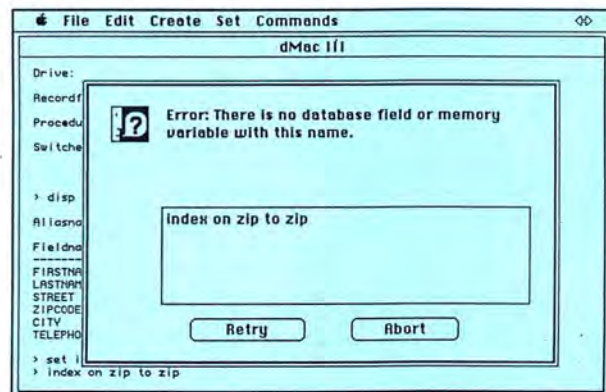 File Edit Create Set Commands
dMac III
Drive:
Recordf
Procedu
Switche
> disp
Aliasna
Fieldna
FIRSTNA
LASTNAM
STREET
ZIPCODE
CITY
TELEPHO
> set i
> index on zip to zip
Error: There is no database field or memory
variable with this name.
index on zip to zip
Retry
Abort